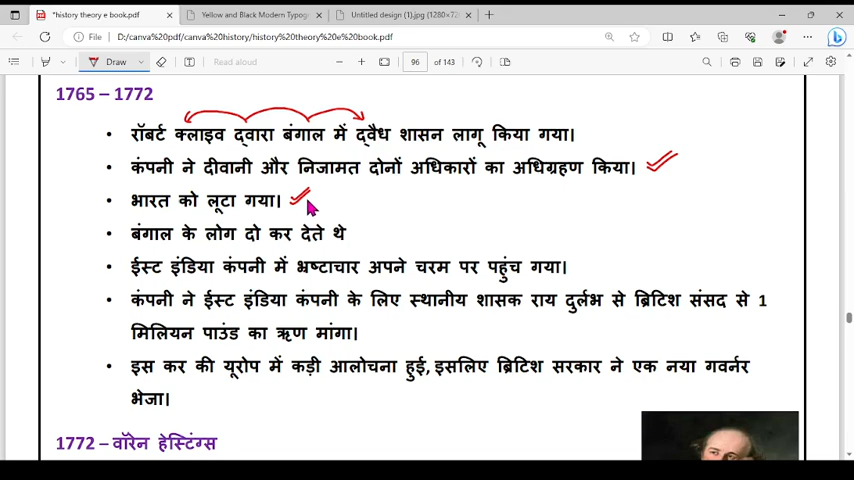 *history theory e book.pdf
Yellow and Black Modern Typogr
Untitled design (1).jpg (1280×72
File
D:/canva%20pdf/canva%20history/history%20theory%20e%20book.pdf
Draw
Read aloud
96
of 143
1765 – 1772
• रॉबर्ट क्लाइव द्वारा बंगाल में द्वैध शासन लागू किया गया।
• कंपनी ने दीवानी और निजामत दोनों अधिकारों का अधिग्रहण किया।
• भारत को लूटा गया।
• बंगाल के लोग दो कर देते थे
• ईस्ट इंडिया कंपनी में भ्रष्टाचार अपने चरम पर पहुंच गया।
• कंपनी ने ईस्ट इंडिया कंपनी के लिए स्थानीय शासक राय दुर्लभ से ब्रिटिश संसद से 1
मिलियन पाउंड का ऋण मांगा।
• इस कर की यूरोप में कड़ी आलोचना हुई, इसलिए ब्रिटिश सरकार ने एक नया गवर्नर
भेजा।
1772 – वॉरेन हेस्टिंग्स